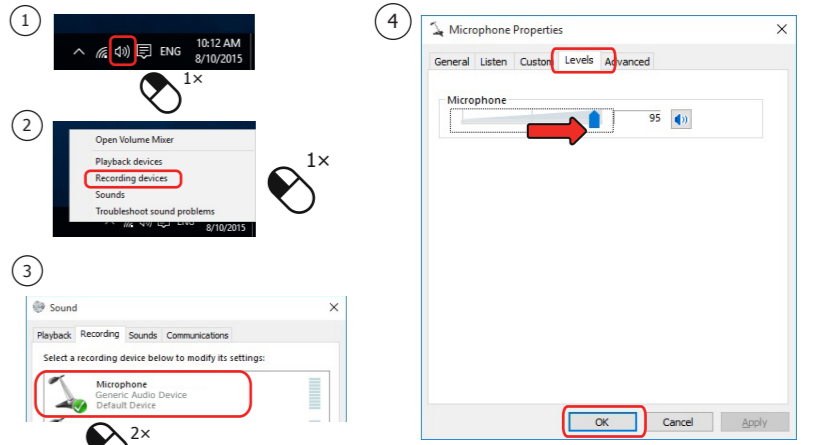 1
10:12 AM
ENG
8/10/2015
1×
2
Open Volume Mixer
Playback devices
Recording devices
Sounds
Troubleshoot sound problems
8/10/2015
1×
3
Sound
Playback Recording Sounds Communications
Select a recording device below to modify its settings:
Microphone
Generic Audio Device
Default Device
2×
4
Microphone Properties
General Listen Custom Levels Advanced
Microphone
95
OK Cancel Apply